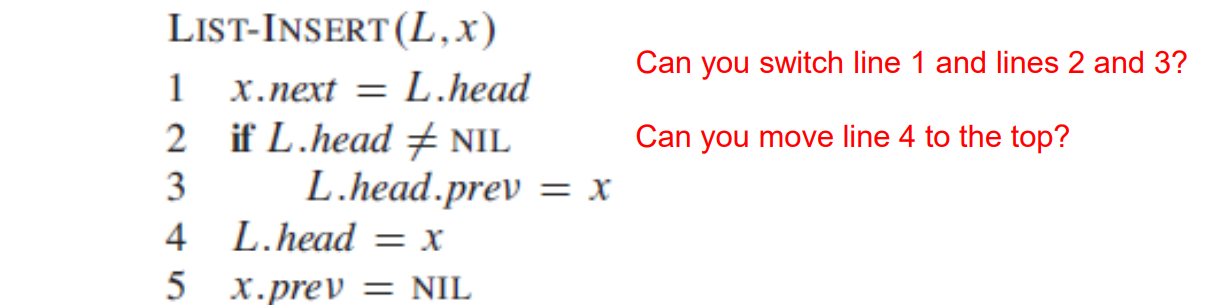 LIST-INSERT(L, x)
1 x.next = L.head
2 if L.head ≠ NIL
3 L.head.prev = x
4 L.head = x
5 x.prev = NIL
Can you switch line 1 and lines 2 and 3?
Can you move line 4 to the top?